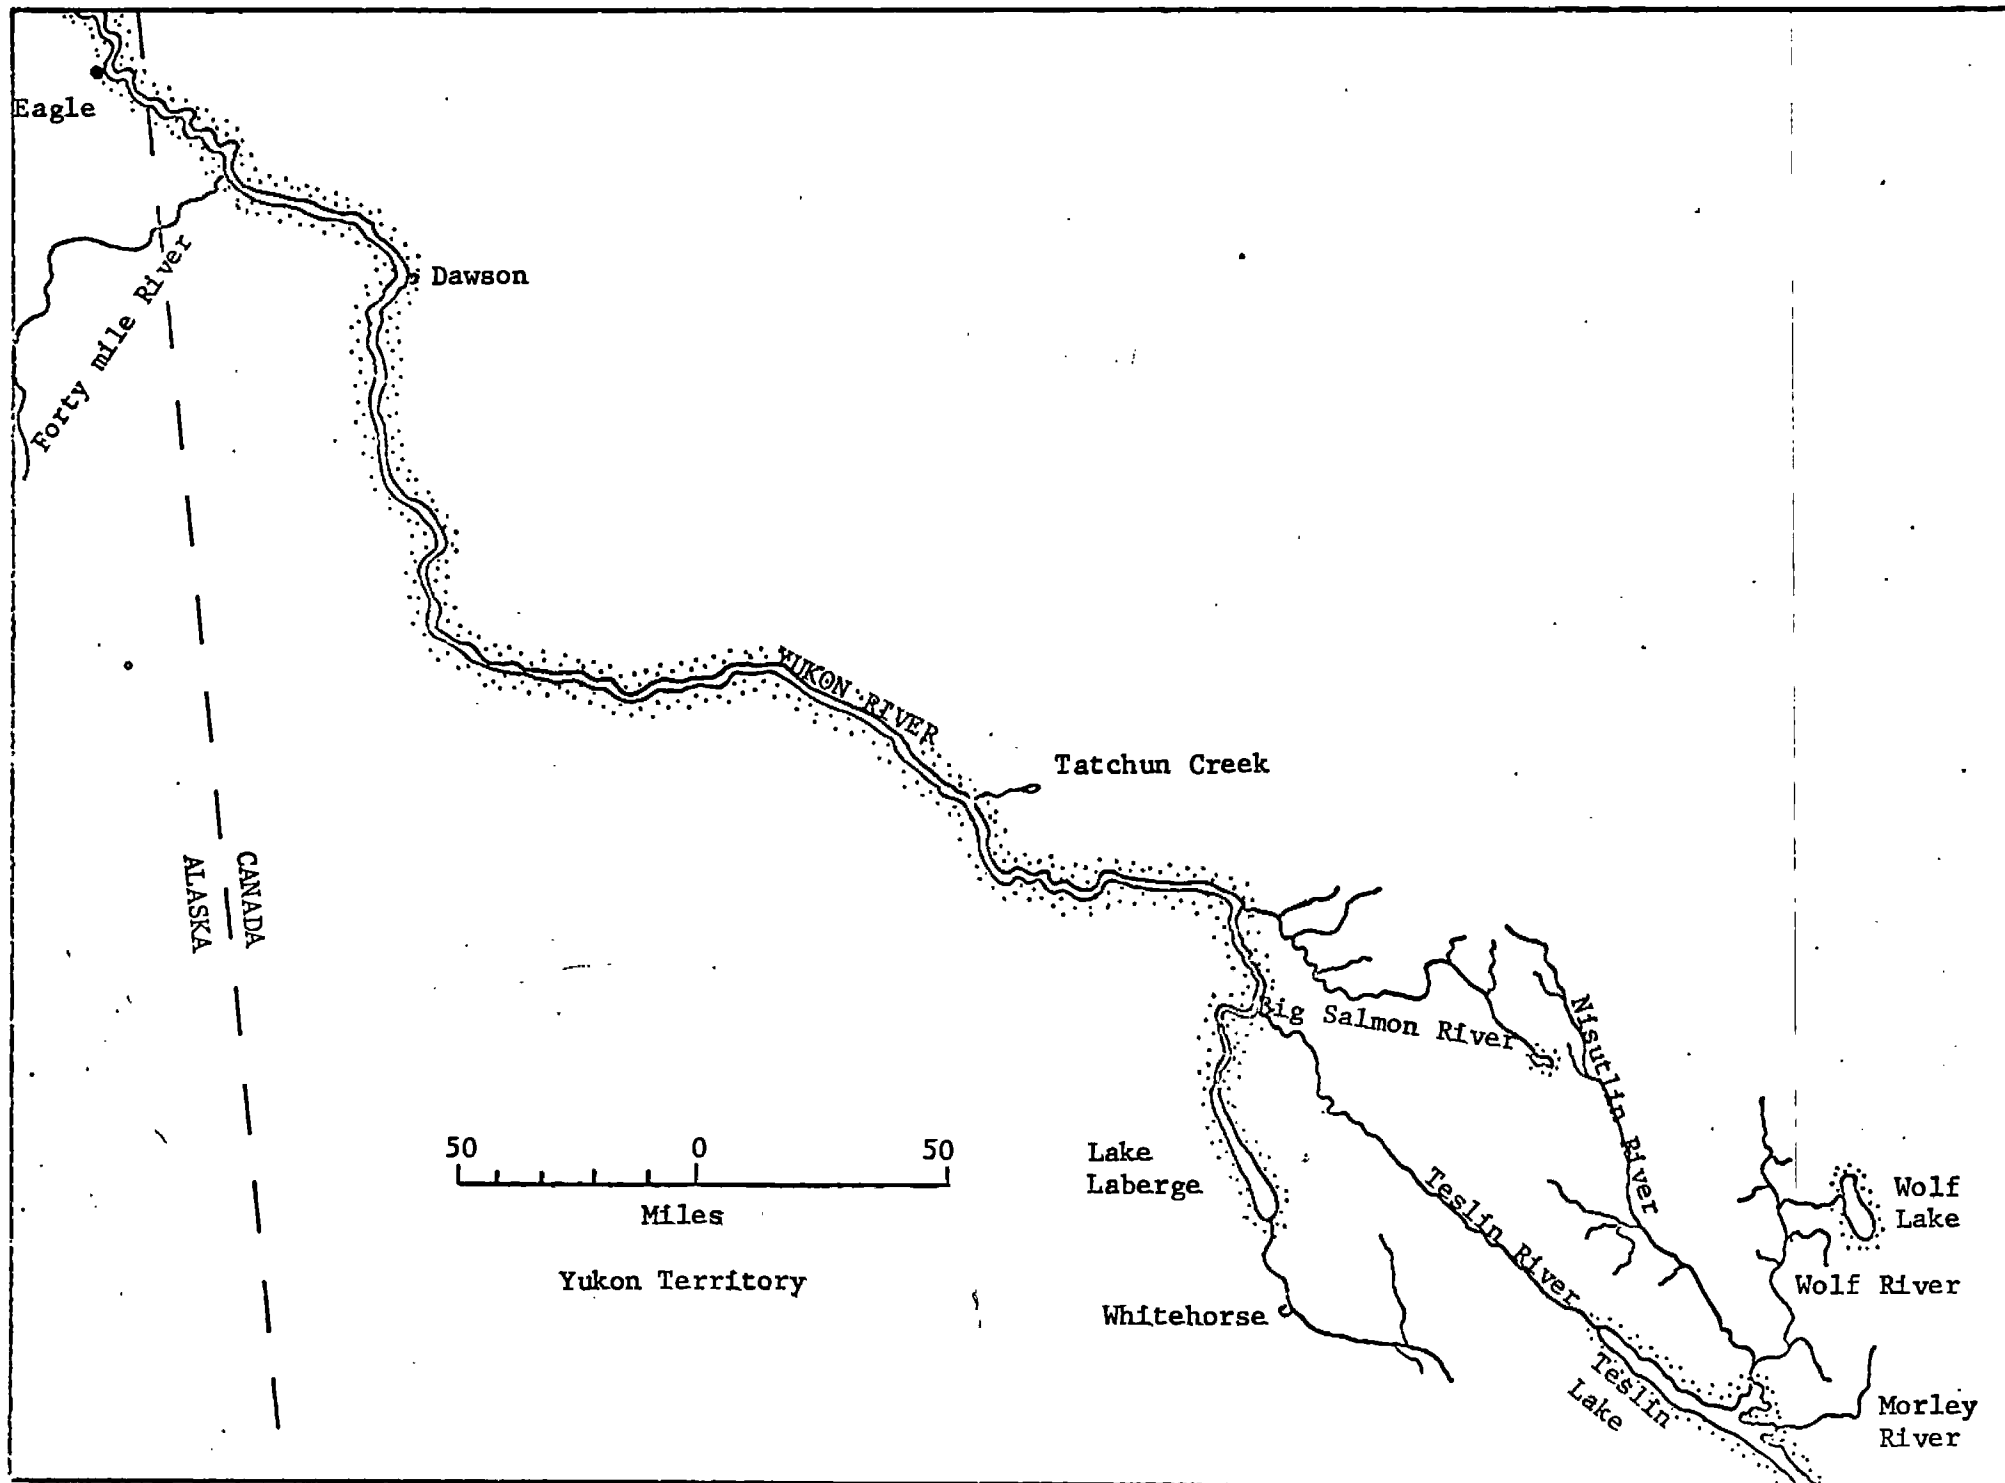 Eagle
Forty mile River
Dawson
YUKON RIVER
Tatchun Creek
CANADA
ALASKA
Big Salmon River
Nisutlin River
50 0 50
Miles
Yukon Territory
Lake
Laberge
Teslin River
Wolf
Lake
Wolf River
Whitehorse
Teslin
Lake
Morley
River